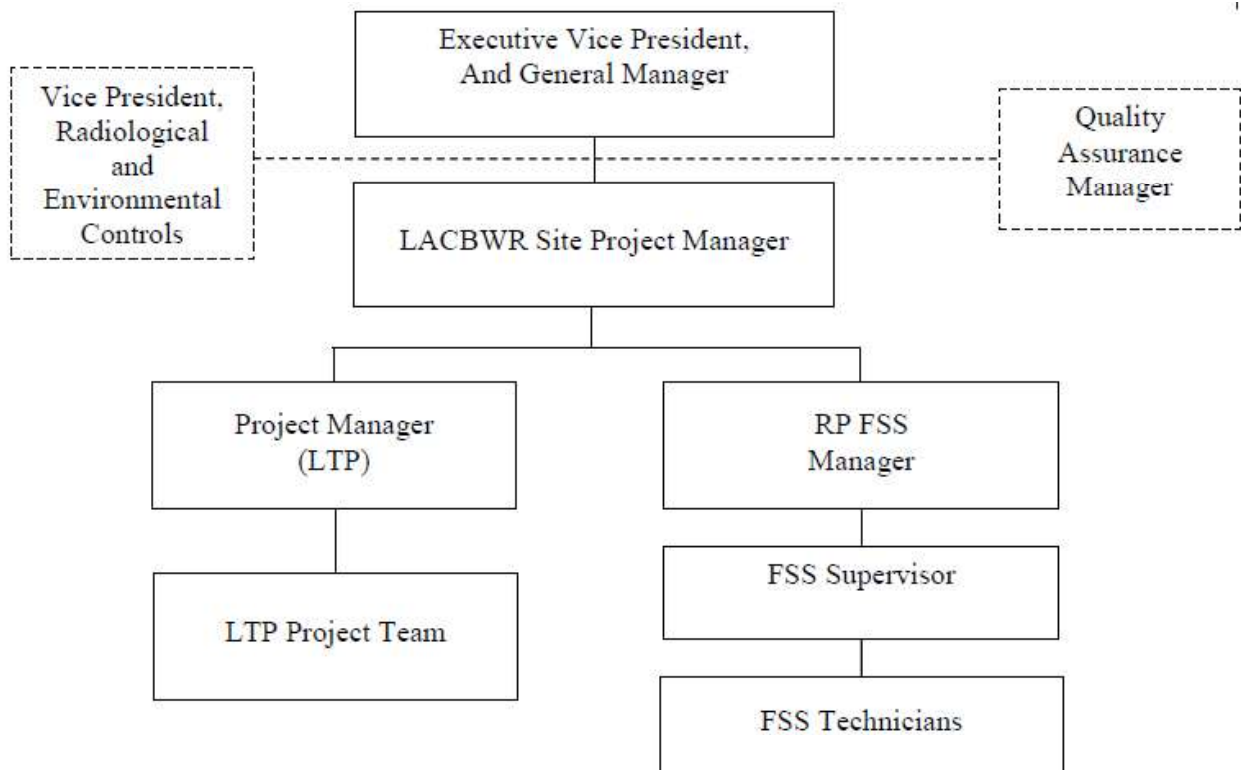 Executive Vice President,
And General Manager
Vice President,
Radiological
and
Environmental
Controls
Quality
Assurance
Manager
LACBWR Site Project Manager
Project Manager
(LTP)
RP FSS
Manager
LTP Project Team
FSS Supervisor
FSS Technicians